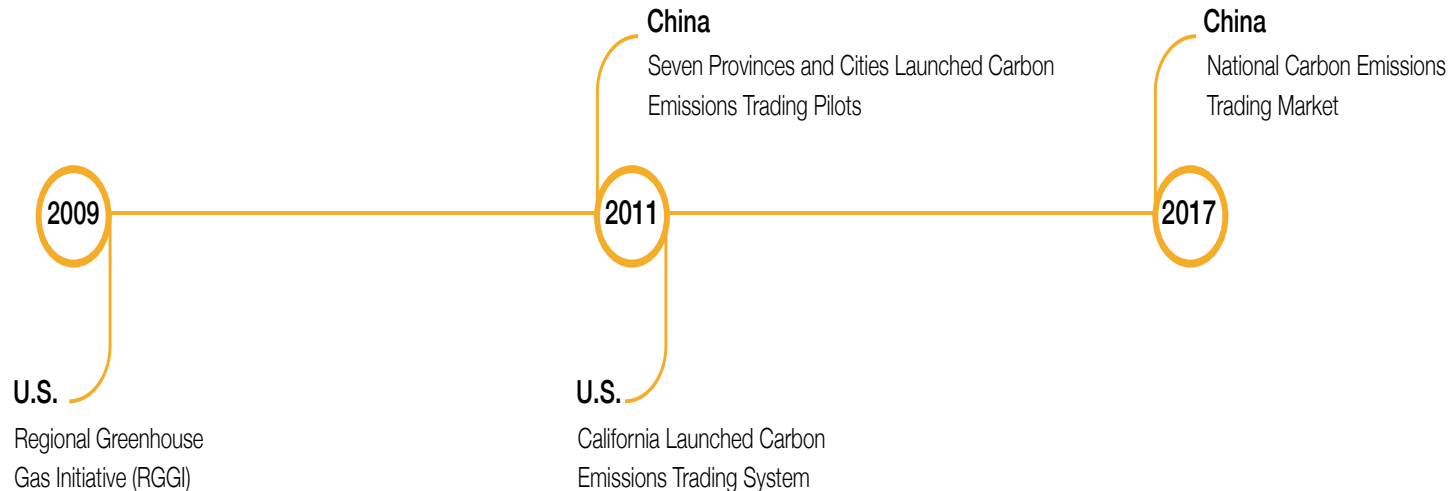 China
Seven Provinces and Cities Launched Carbon
Emissions Trading Pilots
China
National Carbon Emissions
Trading Market
2009
2011
2017
U.S.
Regional Greenhouse
Gas Initiative (RGGI)
U.S.
California Launched Carbon
Emissions Trading System